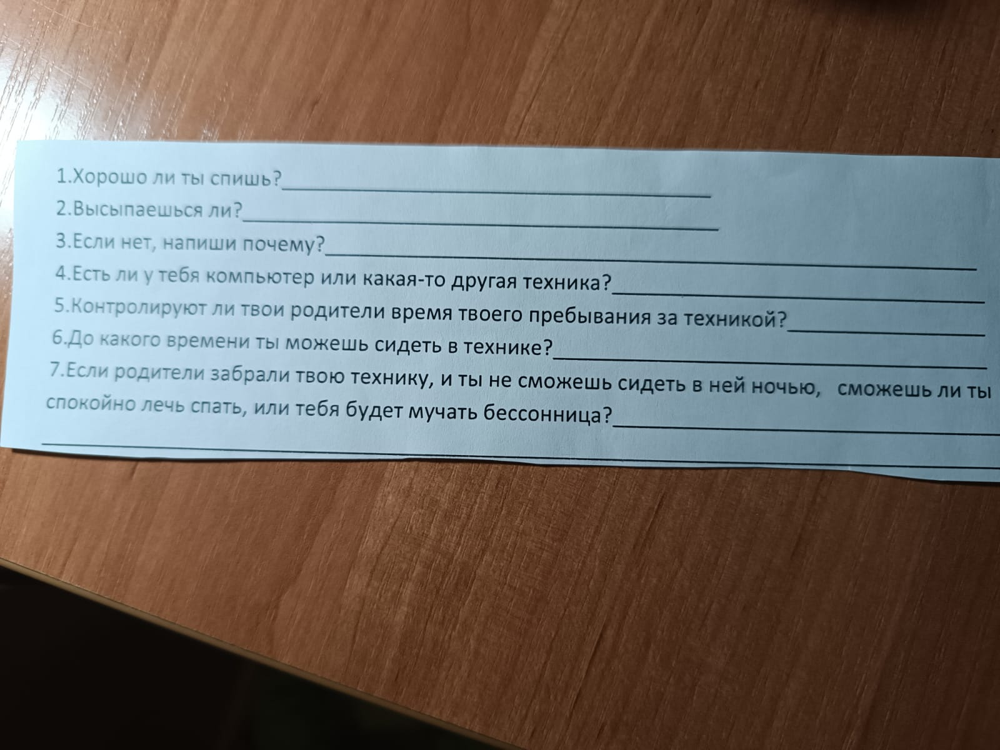 1.Хорошо ли ты спишь?
2.Высыпаешься ли?
3.Если нет, напиши почему?
4.Есть ли у тебя компьютер или какая-то другая техника?
5.Контролируют ли твои родители время твоего пребывания за техникой?
6.До какого времени ты можешь сидеть в технике?
7.Если родители забрали твою технику, и ты не сможешь сидеть в ней ночью, сможешь ли ты
спокойно лечь спать, или тебя будет мучать бессонница?